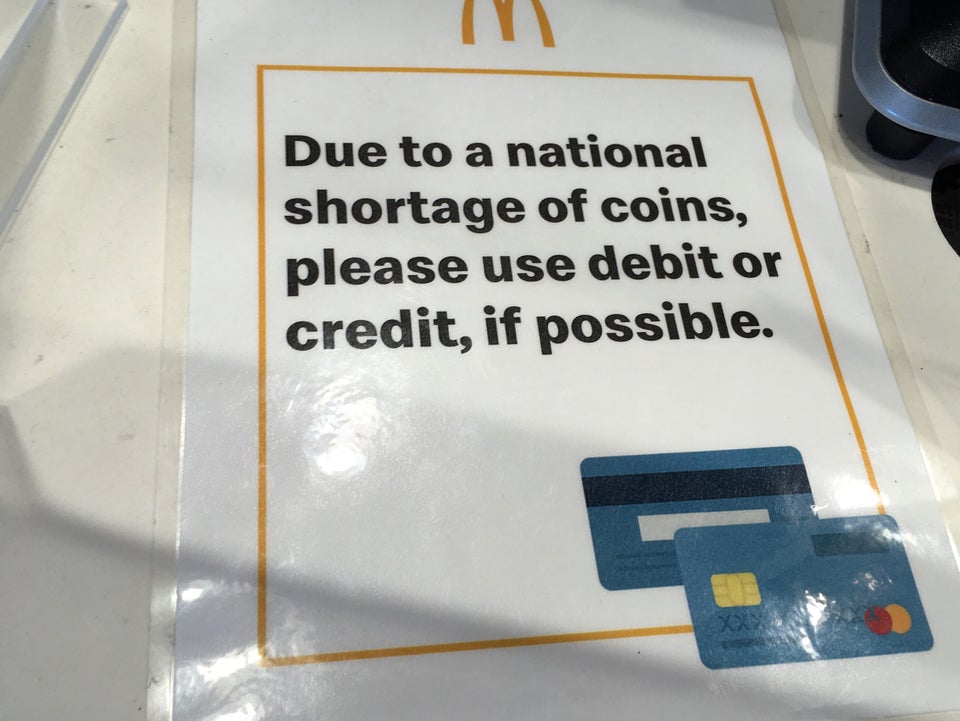 Due to a national
shortage of coins,
please use debit or
credit, if possible.